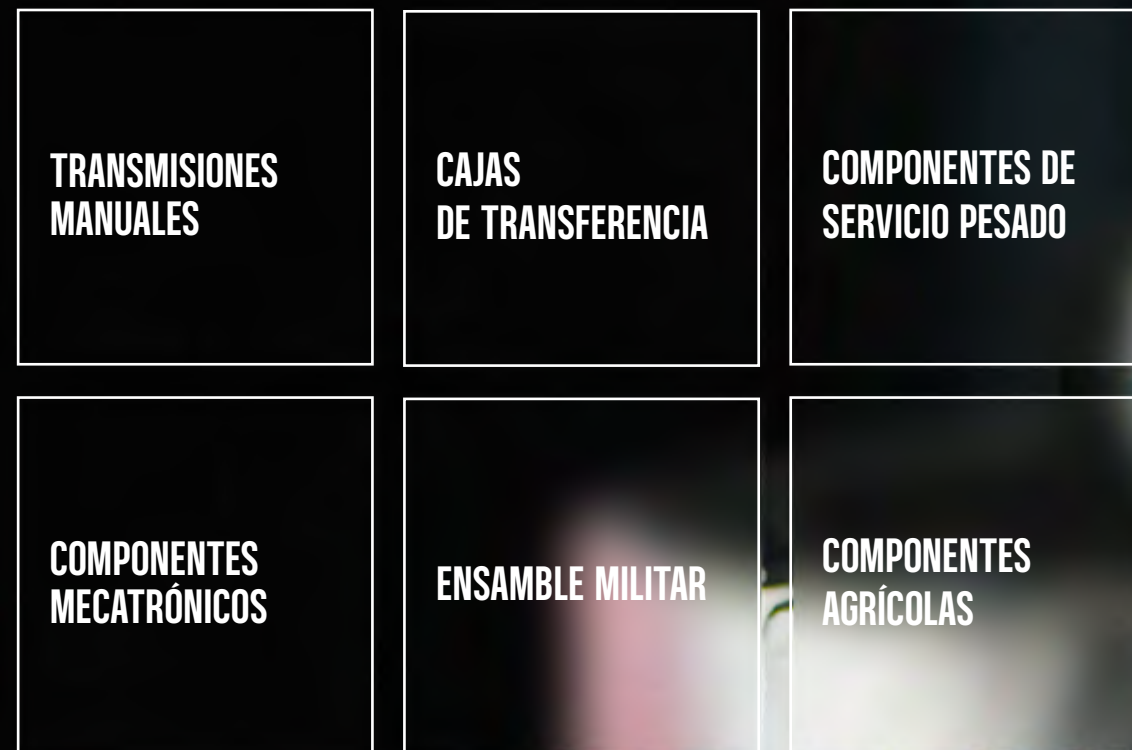 TRANSMISIONES
MANUALES
CAJAS
DE TRANSFERENCIA
COMPONENTES DE
SERVICIO PESADO
COMPONENTES
MECATRÓNICOS
ENSAMBLE MILITAR
COMPONENTES
AGRÍCOLAS